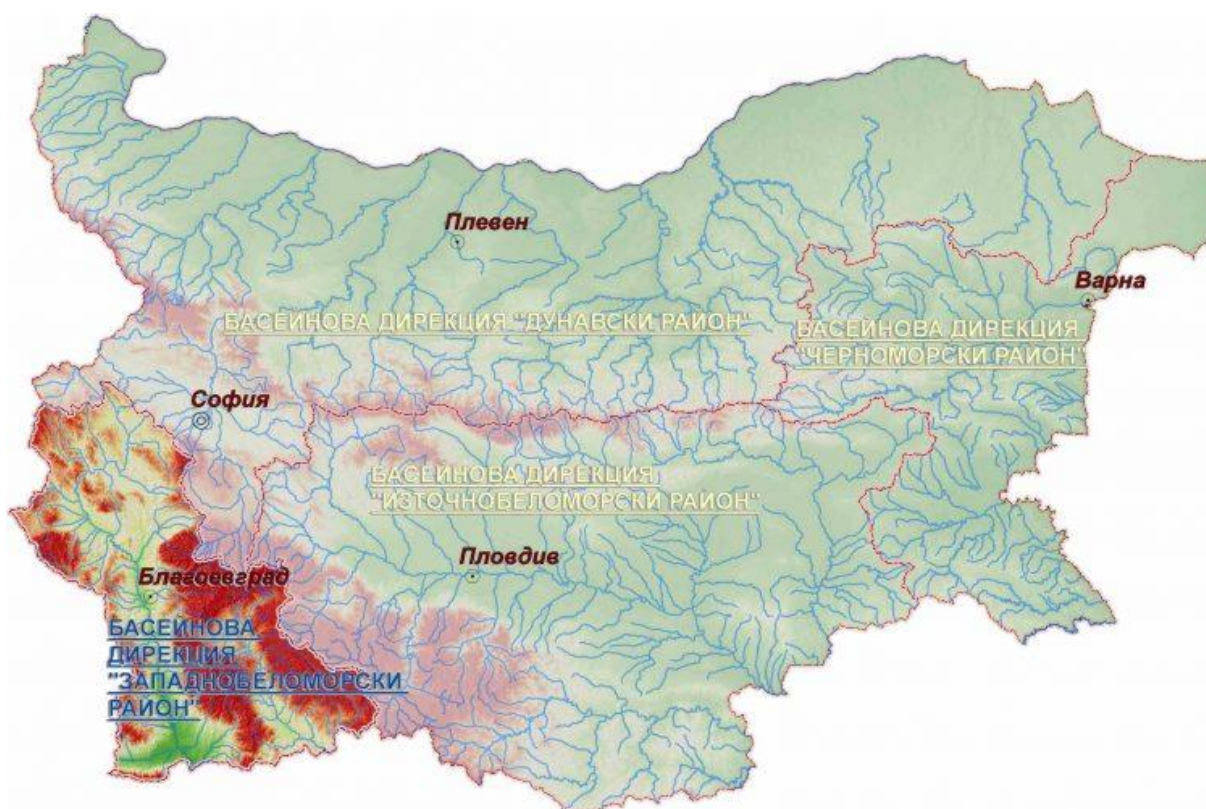 Плевен
Варна
БАСЕЙНОВА ДИРЕКЦИЯ "ДУНАВСКИ РАЙОН"
БАСЕЙНОВА ДИРЕКЦИЯ
"ЧЕРНОМОРСКИ РАЙОН"
София
БАСЕЙНОВА ДИРЕКЦИЯ
"ИЗТОЧНОБЕЛОМОРСКИ РАЙОН"
Пловдив
Благоевград
БАСЕЙНОВА
ДИРЕКЦИЯ
"ЗАПАДНОБЕЛОМОРСКИ
РАЙОН"